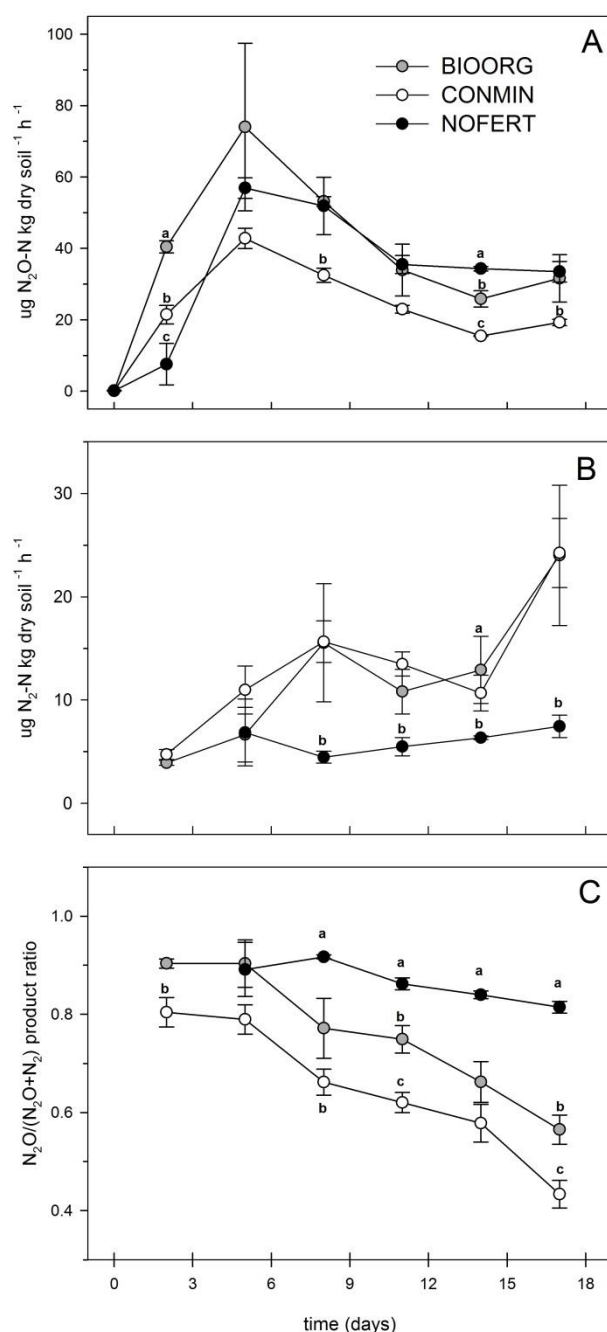 A
BIOORG
CONMIN
NOFERT
ug N₂O-N kg dry soil ⁻¹ h ⁻¹
100
80
60
40
20
0
a
b
c
b
a
b
c
b
B
ug N₂-N kg dry soil ⁻¹ h ⁻¹
30
20
10
0
a
b
b
b
b
C
N₂O/(N₂O+N₂) product ratio
1.0
0.8
0.6
0.4
b
a
b
a
b
c
a
a
b
c
0
3
6
9
12
15
18
time (days)